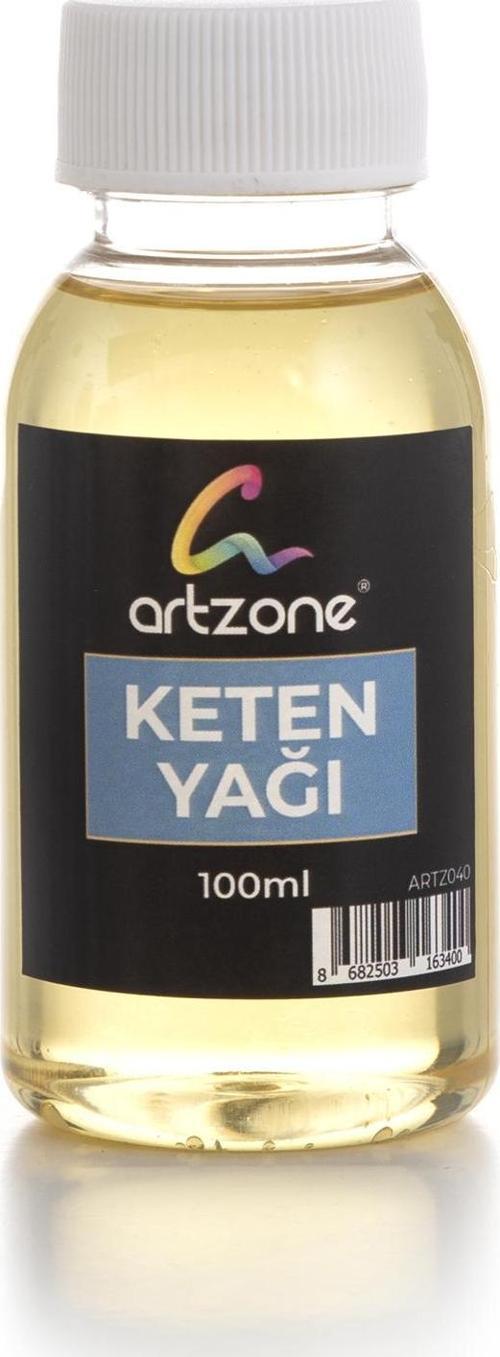 artzone®
KETEN
YAĞI
100ml
ARTZ040
8 682503 163400